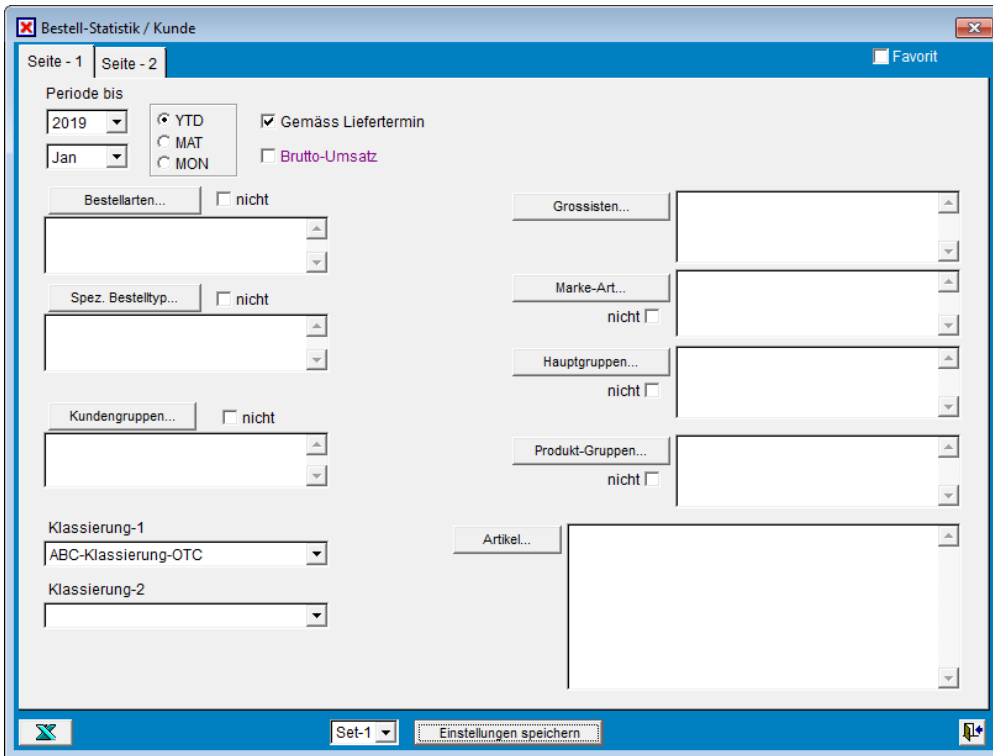 Bestell-Statistik / Kunde
Seite - 1
Seite - 2
Favorit
Periode bis
2019
YTD
Gemäss Liefertermin
MAT
Jan
MON
Brutto-Umsatz
Bestellarten...
nicht
Grossisten...
Spez. Bestelltyp...
nicht
Marke-Art...
nicht
Hauptgruppen...
nicht
Kundengruppen...
nicht
Produkt-Gruppen...
nicht
Klassierung-1
ABC-Klassierung-OTC
Artikel...
Klassierung-2
Set-1
Einstellungen speichern